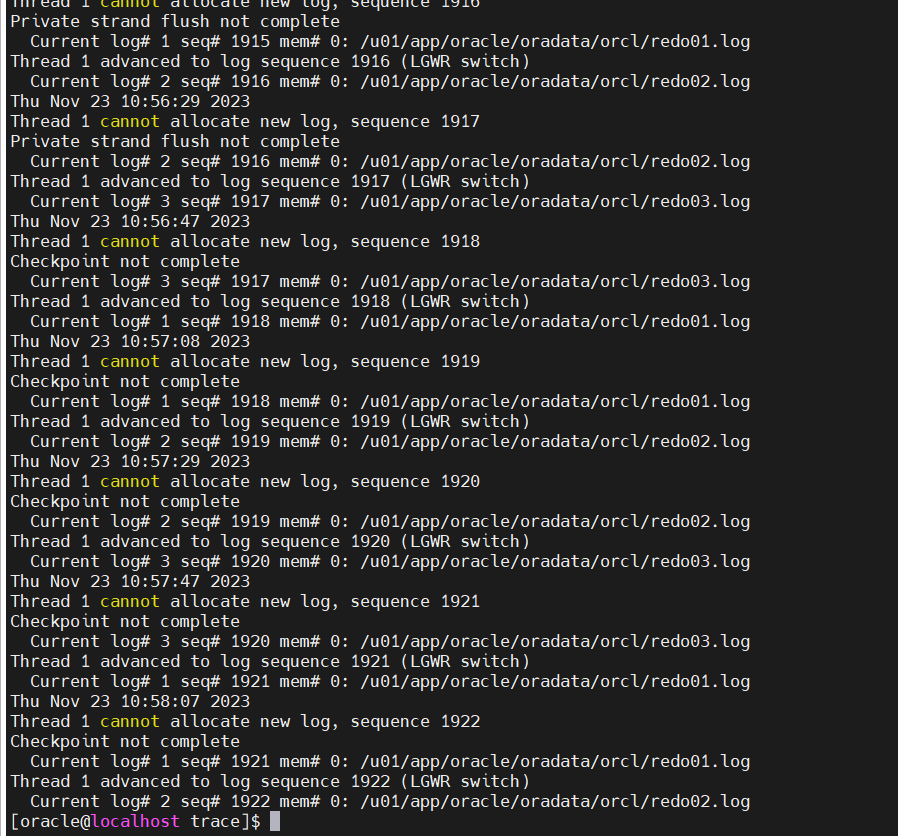 Thread 1 cannot allocate new log, sequence 1916
Private strand flush not complete
  Current log# 1 seq# 1915 mem# 0: /u01/app/oracle/oradata/orcl/redo01.log
Thread 1 advanced to log sequence 1916 (LGWR switch)
  Current log# 2 seq# 1916 mem# 0: /u01/app/oracle/oradata/orcl/redo02.log
Thu Nov 23 10:56:29 2023
Thread 1 cannot allocate new log, sequence 1917
Private strand flush not complete
  Current log# 2 seq# 1916 mem# 0: /u01/app/oracle/oradata/orcl/redo02.log
Thread 1 advanced to log sequence 1917 (LGWR switch)
  Current log# 3 seq# 1917 mem# 0: /u01/app/oracle/oradata/orcl/redo03.log
Thu Nov 23 10:56:47 2023
Thread 1 cannot allocate new log, sequence 1918
Checkpoint not complete
  Current log# 3 seq# 1917 mem# 0: /u01/app/oracle/oradata/orcl/redo03.log
Thread 1 advanced to log sequence 1918 (LGWR switch)
  Current log# 1 seq# 1918 mem# 0: /u01/app/oracle/oradata/orcl/redo01.log
Thu Nov 23 10:57:08 2023
Thread 1 cannot allocate new log, sequence 1919
Checkpoint not complete
  Current log# 1 seq# 1918 mem# 0: /u01/app/oracle/oradata/orcl/redo01.log
Thread 1 advanced to log sequence 1919 (LGWR switch)
  Current log# 2 seq# 1919 mem# 0: /u01/app/oracle/oradata/orcl/redo02.log
Thu Nov 23 10:57:29 2023
Thread 1 cannot allocate new log, sequence 1920
Checkpoint not complete
  Current log# 2 seq# 1919 mem# 0: /u01/app/oracle/oradata/orcl/redo02.log
Thread 1 advanced to log sequence 1920 (LGWR switch)
  Current log# 3 seq# 1920 mem# 0: /u01/app/oracle/oradata/orcl/redo03.log
Thu Nov 23 10:57:47 2023
Thread 1 cannot allocate new log, sequence 1921
Checkpoint not complete
  Current log# 3 seq# 1920 mem# 0: /u01/app/oracle/oradata/orcl/redo03.log
Thread 1 advanced to log sequence 1921 (LGWR switch)
  Current log# 1 seq# 1921 mem# 0: /u01/app/oracle/oradata/orcl/redo01.log
Thu Nov 23 10:58:07 2023
Thread 1 cannot allocate new log, sequence 1922
Checkpoint not complete
  Current log# 1 seq# 1921 mem# 0: /u01/app/oracle/oradata/orcl/redo01.log
Thread 1 advanced to log sequence 1922 (LGWR switch)
  Current log# 2 seq# 1922 mem# 0: /u01/app/oracle/oradata/orcl/redo02.log
[oracle@localhost trace]$